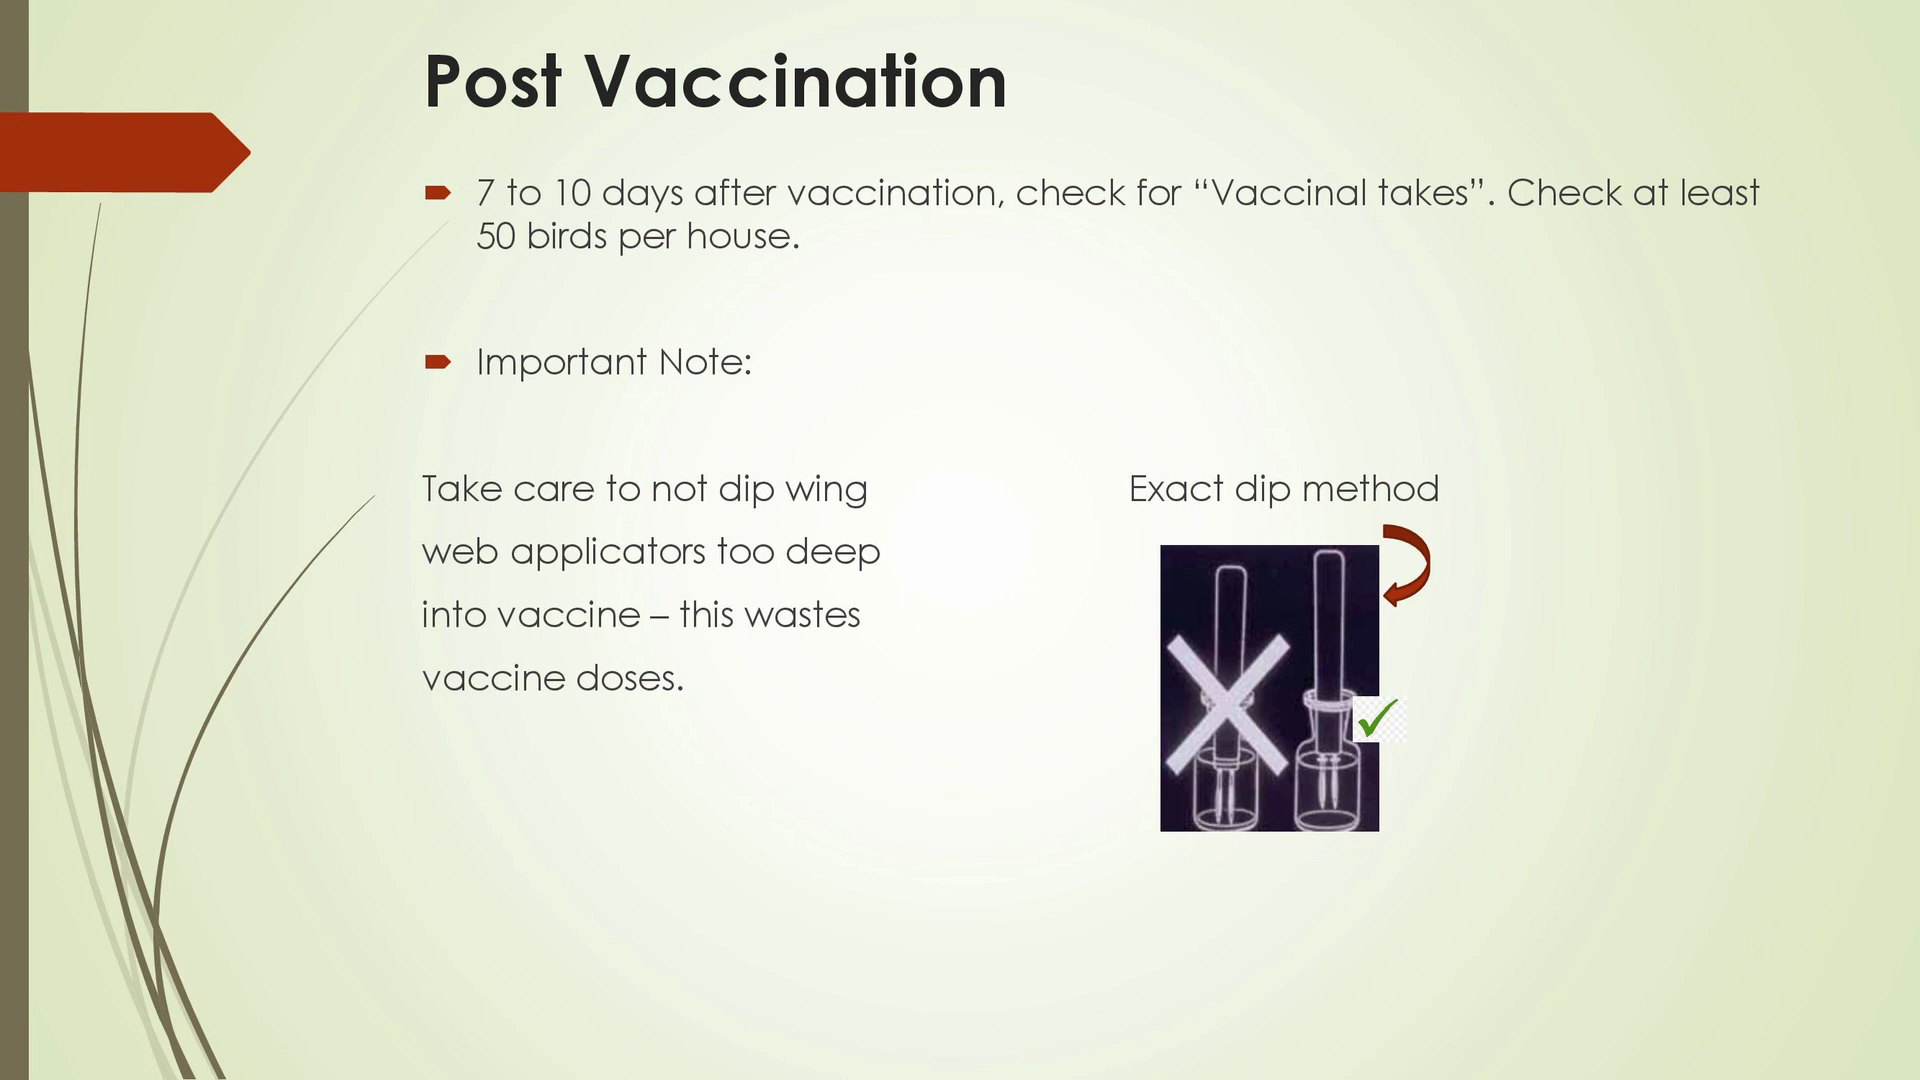 Post Vaccination
7 to 10 days after vaccination, check for “Vaccinal takes”. Check at least
50 birds per house.
Important Note:
Take care to not dip wing
web applicators too deep
into vaccine – this wastes
vaccine doses.
Exact dip method